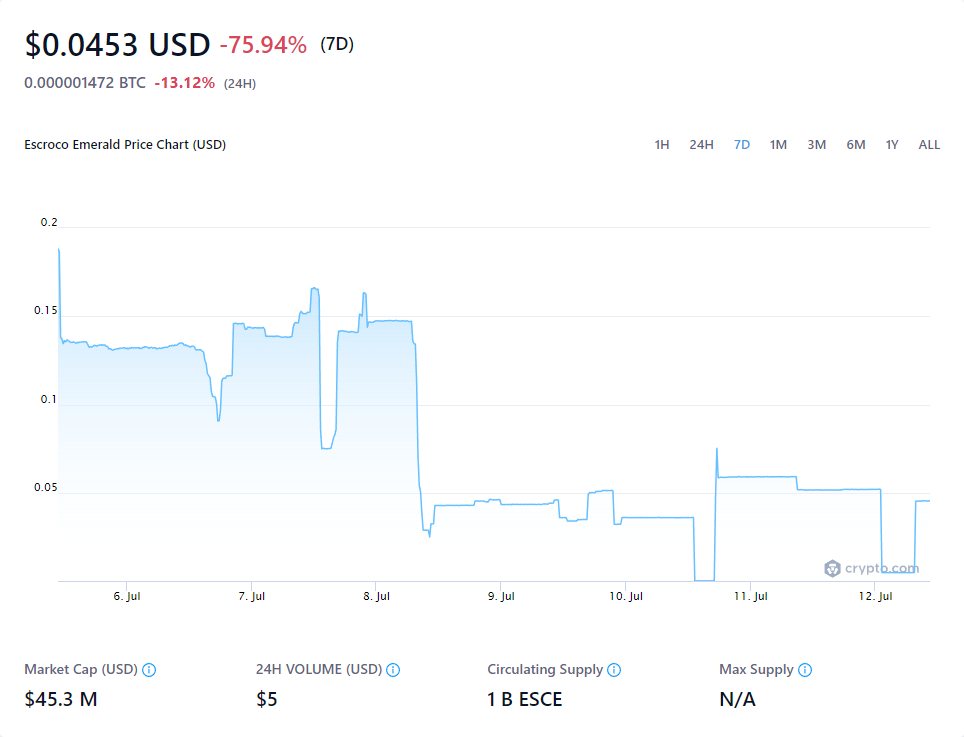 $0.0453 USD -75.94% (7D)
0.000001472 BTC -13.12% (24H)
Escroco Emerald Price Chart (USD)
1H 24H 7D 1M 3M 6M 1Y ALL
0.2
0.15
0.1
0.05
crypto.com
6. Jul 7. Jul 8. Jul 9. Jul 10. Jul 11. Jul 12. Jul
Market Cap (USD) 24H VOLUME (USD) Circulating Supply Max Supply
$45.3 M $5 1 B ESCE N/A